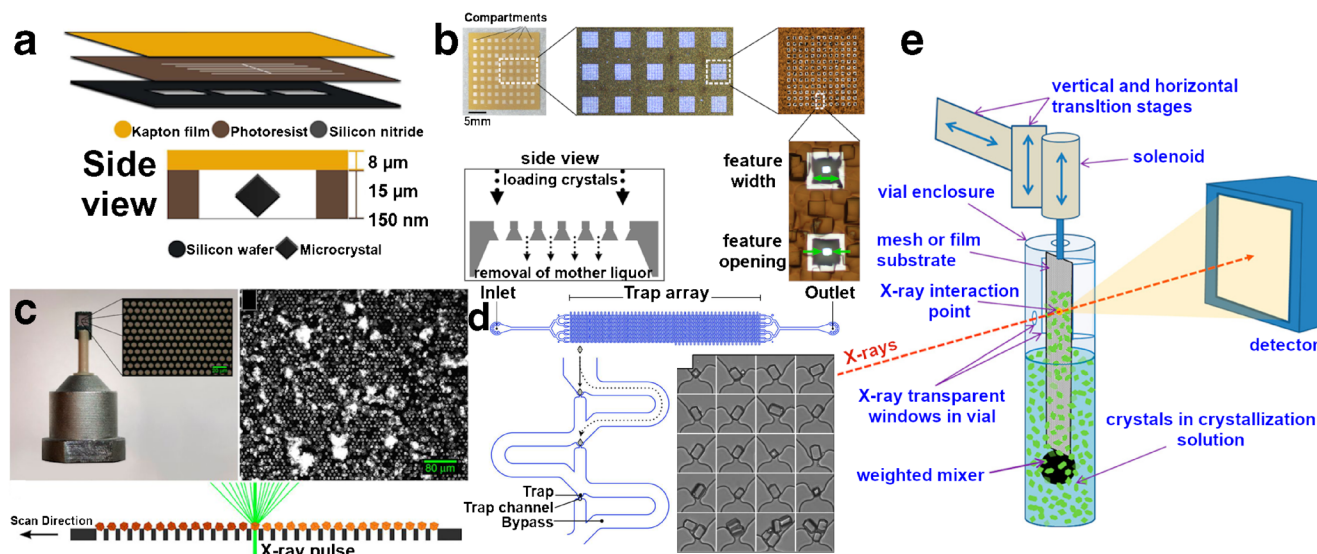 a
Kapton film
Photoresist
Silicon nitride
Side
view
8 µm
15 µm
150 nm
Silicon wafer
Microcrystal
b
Compartments
5mm
side view
loading crystals
removal of mother liquor
feature
width
feature
opening
c
80 µm
Scan Direction
X-ray pulse
d
Inlet
Trap array
Outlet
Trap
Trap channel
Bypass
e
vertical and horizontal
transltion stages
solenoid
vial enclosure
mesh or film
substrate
X-ray interaction
point
X-rays
detector
X-ray transparent
windows in vial
crystals in crystallization
solution
weighted mixer